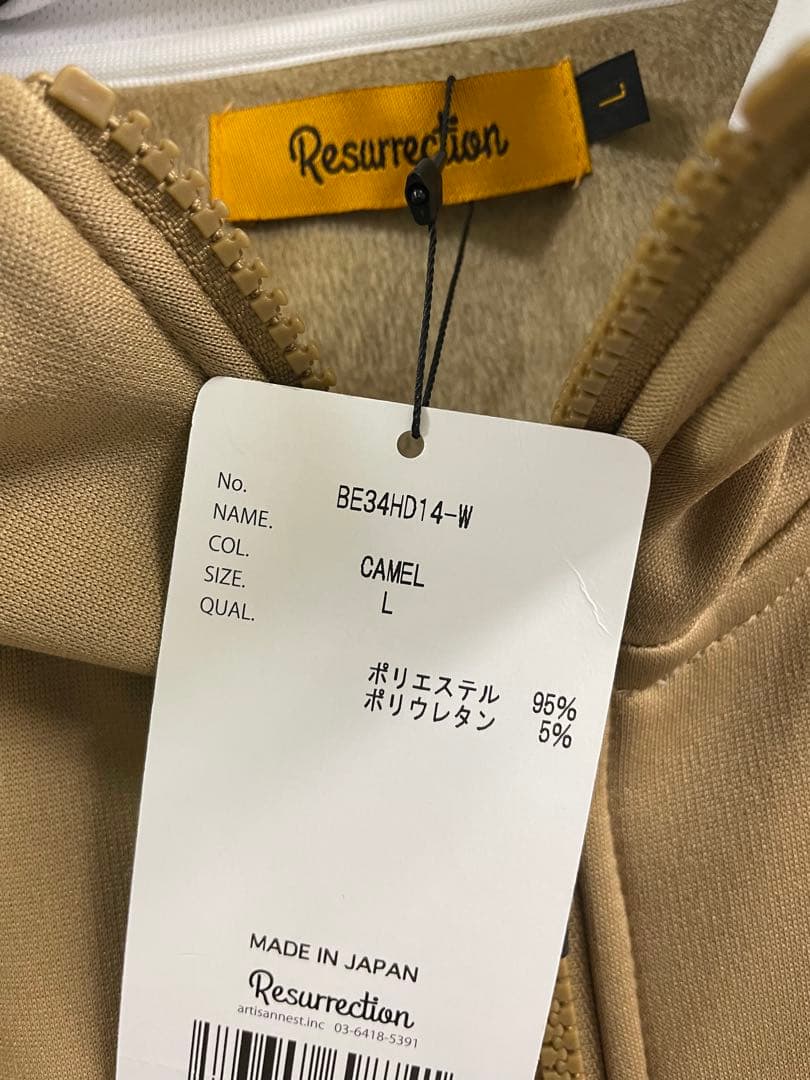 Resurrection
L
No. BE34HD14-W
NAME.
COL. CAMEL
SIZE. L
QUAL.
ポリエステル 95%
ポリウレタン 5%
MADE IN JAPAN
Resurrection
artisannest.inc 03-6418-5391